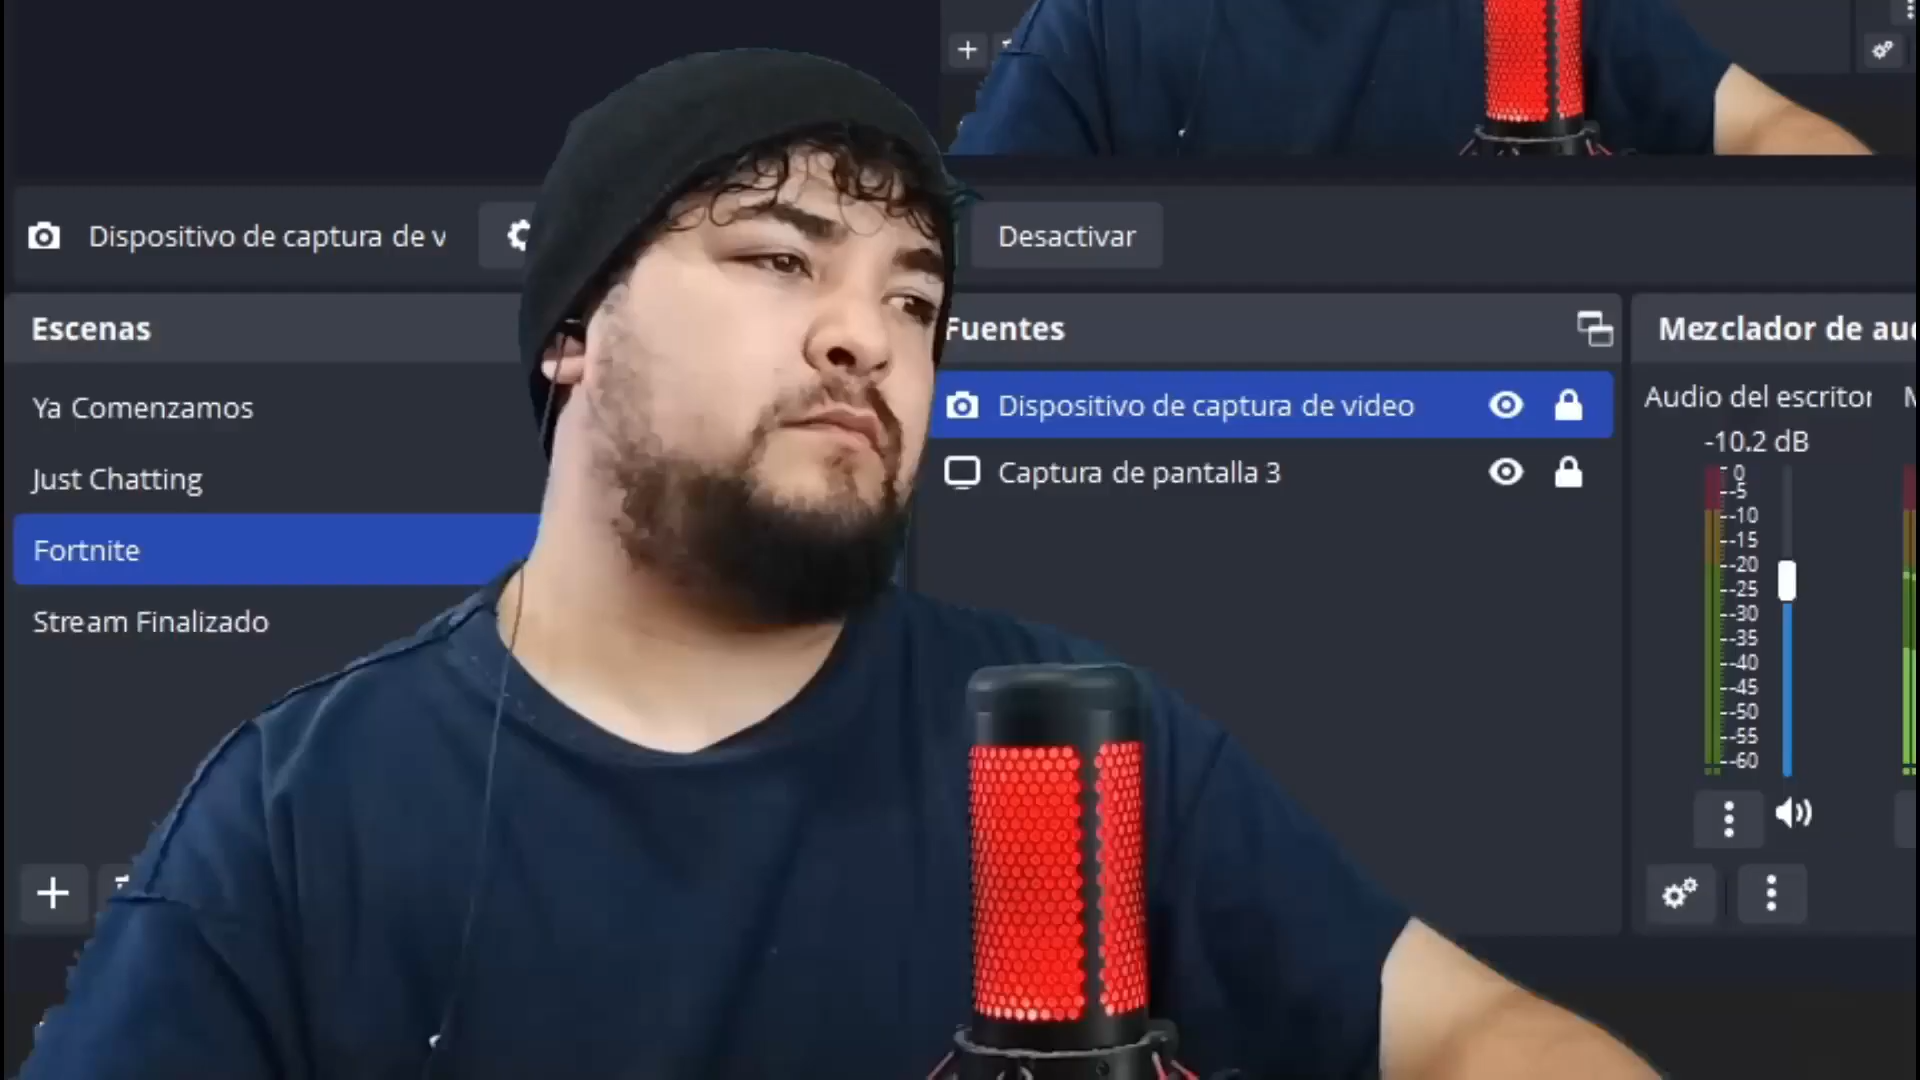 Dispositivo de captura de v
Desactivar
Escenas
Ya Comenzamos
Just Chatting
Fortnite
Stream Finalizado
Fuentes
Dispositivo de captura de video
Captura de pantalla 3
Mezclador de au
Audio del escritor
-10.2 dB
0
-5
-10
-15
-20
-25
-30
-35
-40
-45
-50
-55
-60